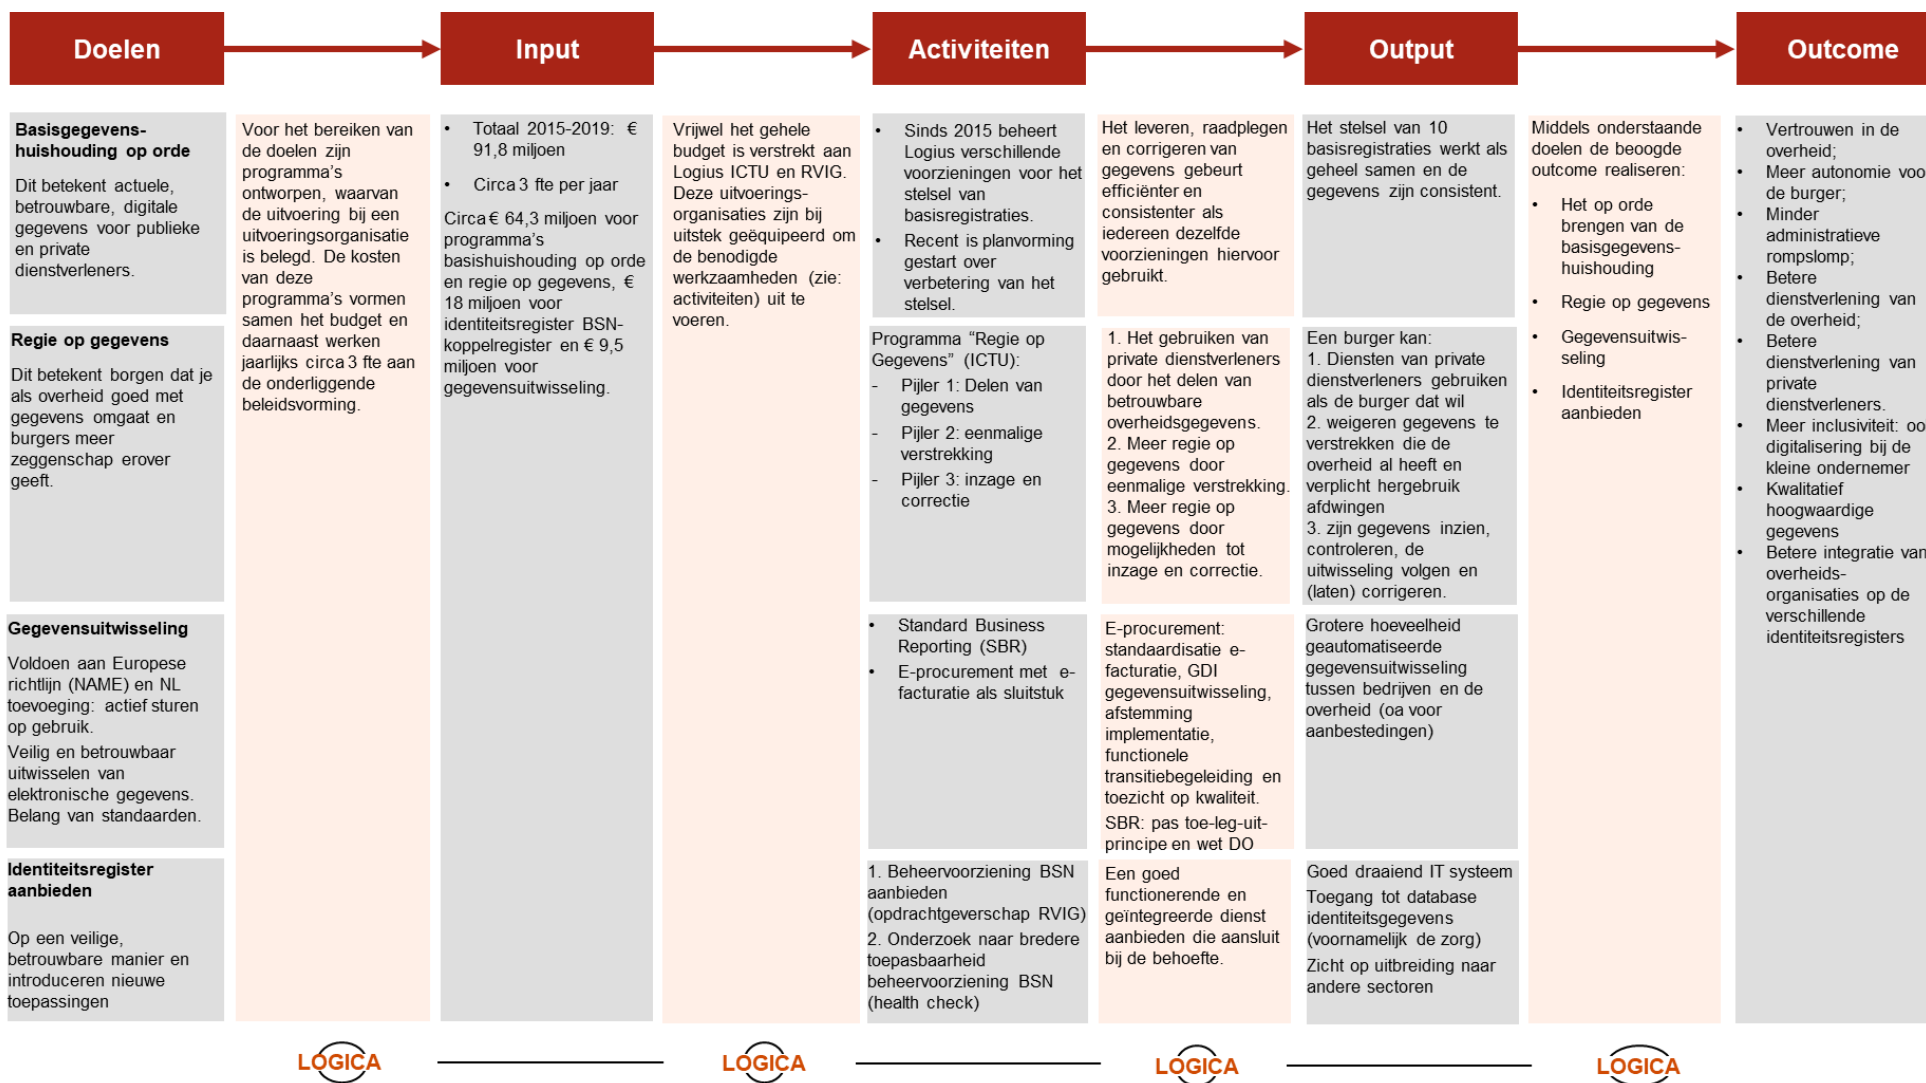 Doelen
Input
Activiteiten
Output
Outcome
Basisgegevens-
huishouding op orde
Dit betekent actuele,
betrouwbare, digitale
gegevens voor publieke
en private
dienstverleners.
Regie op gegevens
Dit betekent borgen dat je
als overheid goed met
gegevens omgaat en
burgers meer
zeggenschap erover
geeft.
Gegevensuitwisseling
Voldoen aan Europese
richtlijn (NAME) en NL
toevoeging: actief sturen
op gebruik.
Veilig en betrouwbaar
uitwisselen van
elektronische gegevens.
Belang van standaarden.
Identiteitsregister
aanbieden
Op een veilige,
betrouwbare manier en
introduceren nieuwe
toepassingen
Voor het bereiken van
de doelen zijn
programma's
ontworpen, waarvan
de uitvoering bij een
uitvoeringsorganisatie
is belegd. De kosten
van deze
programma's vormen
samen het budget en
daarnaast werken
jaarlijks circa 3 fte aan
de onderliggende
beleidsvorming.
• Totaal 2015-2019: €
91,8 miljoen
• Circa 3 fte per jaar
Circa € 64,3 miljoen voor
programma's
basishuishouding op orde
en regie op gegevens, €
18 miljoen voor
identiteitsregister BSN-
koppelregister en € 9,5
miljoen voor
gegevensuitwisseling.
Vrijwel het gehele
budget is verstrekt aan
Logius ICTU en RVIG.
Deze uitvoerings-
organisaties zijn bij
uitstek geëquipeerd om
de benodigde
werkzaamheden (zie:
activiteiten) uit te
voeren.
• Sinds 2015 beheert
Logius verschillende
voorzieningen voor het
stelsel van
basisregistraties.
• Recent is planvorming
gestart over
verbetering van het
stelsel.
Programma "Regie op
Gegevens" (ICTU):
- Pijler 1: Delen van
gegevens
- Pijler 2: eenmalige
verstrekking
- Pijler 3: inzage en
correctie
• Standard Business
Reporting (SBR)
• E-procurement met e-
facturatie als sluitstuk
1. Beheervoorziening BSN
aanbieden
(opdrachtgeverschap RVIG)
2. Onderzoek naar bredere
toepasbaarheid
beheervoorziening BSN
(health check)
Het leveren, raadplegen
en corrigeren van
gegevens gebeurt
efficiënter en
consistenter als
iedereen dezelfde
voorzieningen hiervoor
gebruikt.
1. Het gebruiken van
private dienstverleners
door het delen van
betrouwbare
overheidsgegevens.
2. Meer regie op
gegevens door
eenmalige verstrekking.
3. Meer regie op
gegevens door
mogelijkheden tot
inzage en correctie.
E-procurement:
standaardisatie e-
facturatie, GDI
gegevensuitwisseling,
afstemming
implementatie,
functionele
transitiebegeleiding en
toezicht op kwaliteit.
SBR: pas toe-leg-uit-
principe en wet DO
Een goed
functionerende en
geïntegreerde dienst
aanbieden die aansluit
bij de behoefte.
Het stelsel van 10
basisregistraties werkt als
geheel samen en de
gegevens zijn consistent.
Een burger kan:
1. Diensten van private
dienstverleners gebruiken
als de burger dat wil
2. weigeren gegevens te
verstrekken die de
overheid al heeft en
verplicht hergebruik
afdwingen
3. zijn gegevens inzien,
controleren, de
uitwisseling volgen en
(laten) corrigeren.
Grotere hoeveelheid
geautomatiseerde
gegevensuitwisseling
tussen bedrijven en de
overheid (oa voor
aanbestedingen)
Goed draaiend IT systeem
Toegang tot database
identiteitsgegevens
(voornamelijk de zorg)
Zicht op uitbreiding naar
andere sectoren
Middels onderstaande
doelen de beoogde
outcome realiseren:
• Het op orde
brengen van de
basisgegevens-
huishouding
• Regie op gegevens
• Gegevensuitwis-
seling
• Identiteitsregister
aanbieden
• Vertrouwen in de
overheid;
• Meer autonomie voo
de burger;
• Minder
administratieve
rompslomp;
• Betere
dienstverlening van
de overheid;
• Betere
dienstverlening van
private
dienstverleners.
• Meer inclusiviteit: oo
digitalisering bij de
kleine ondernemer
• Kwalitatief
hoogwaardige
gegevens
• Betere integratie van
overheids-
organisaties op de
verschillende
identiteitsregisters
LOGICA
LOGICA
LOGICA
LOGICA